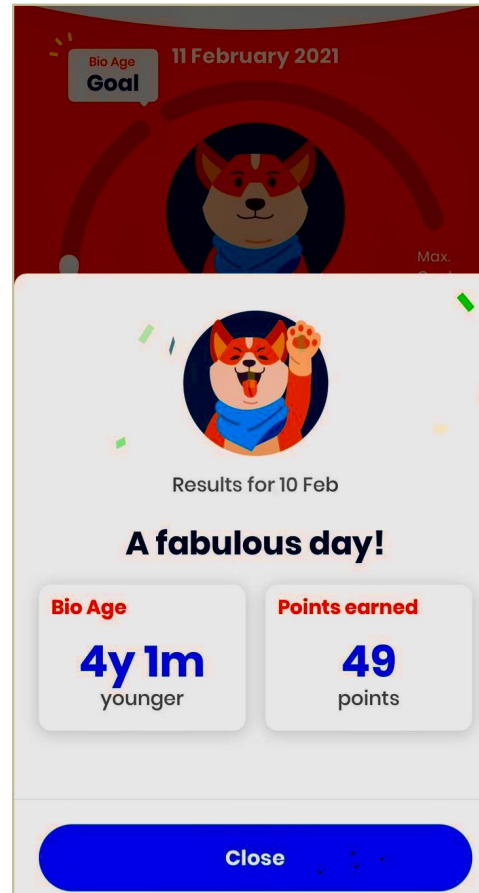 Bio Age
Goal
11 February 2021
Max.
Results for 10 Feb
A fabulous day!
Bio Age
4y 1m
younger
Points earned
49
points
Close